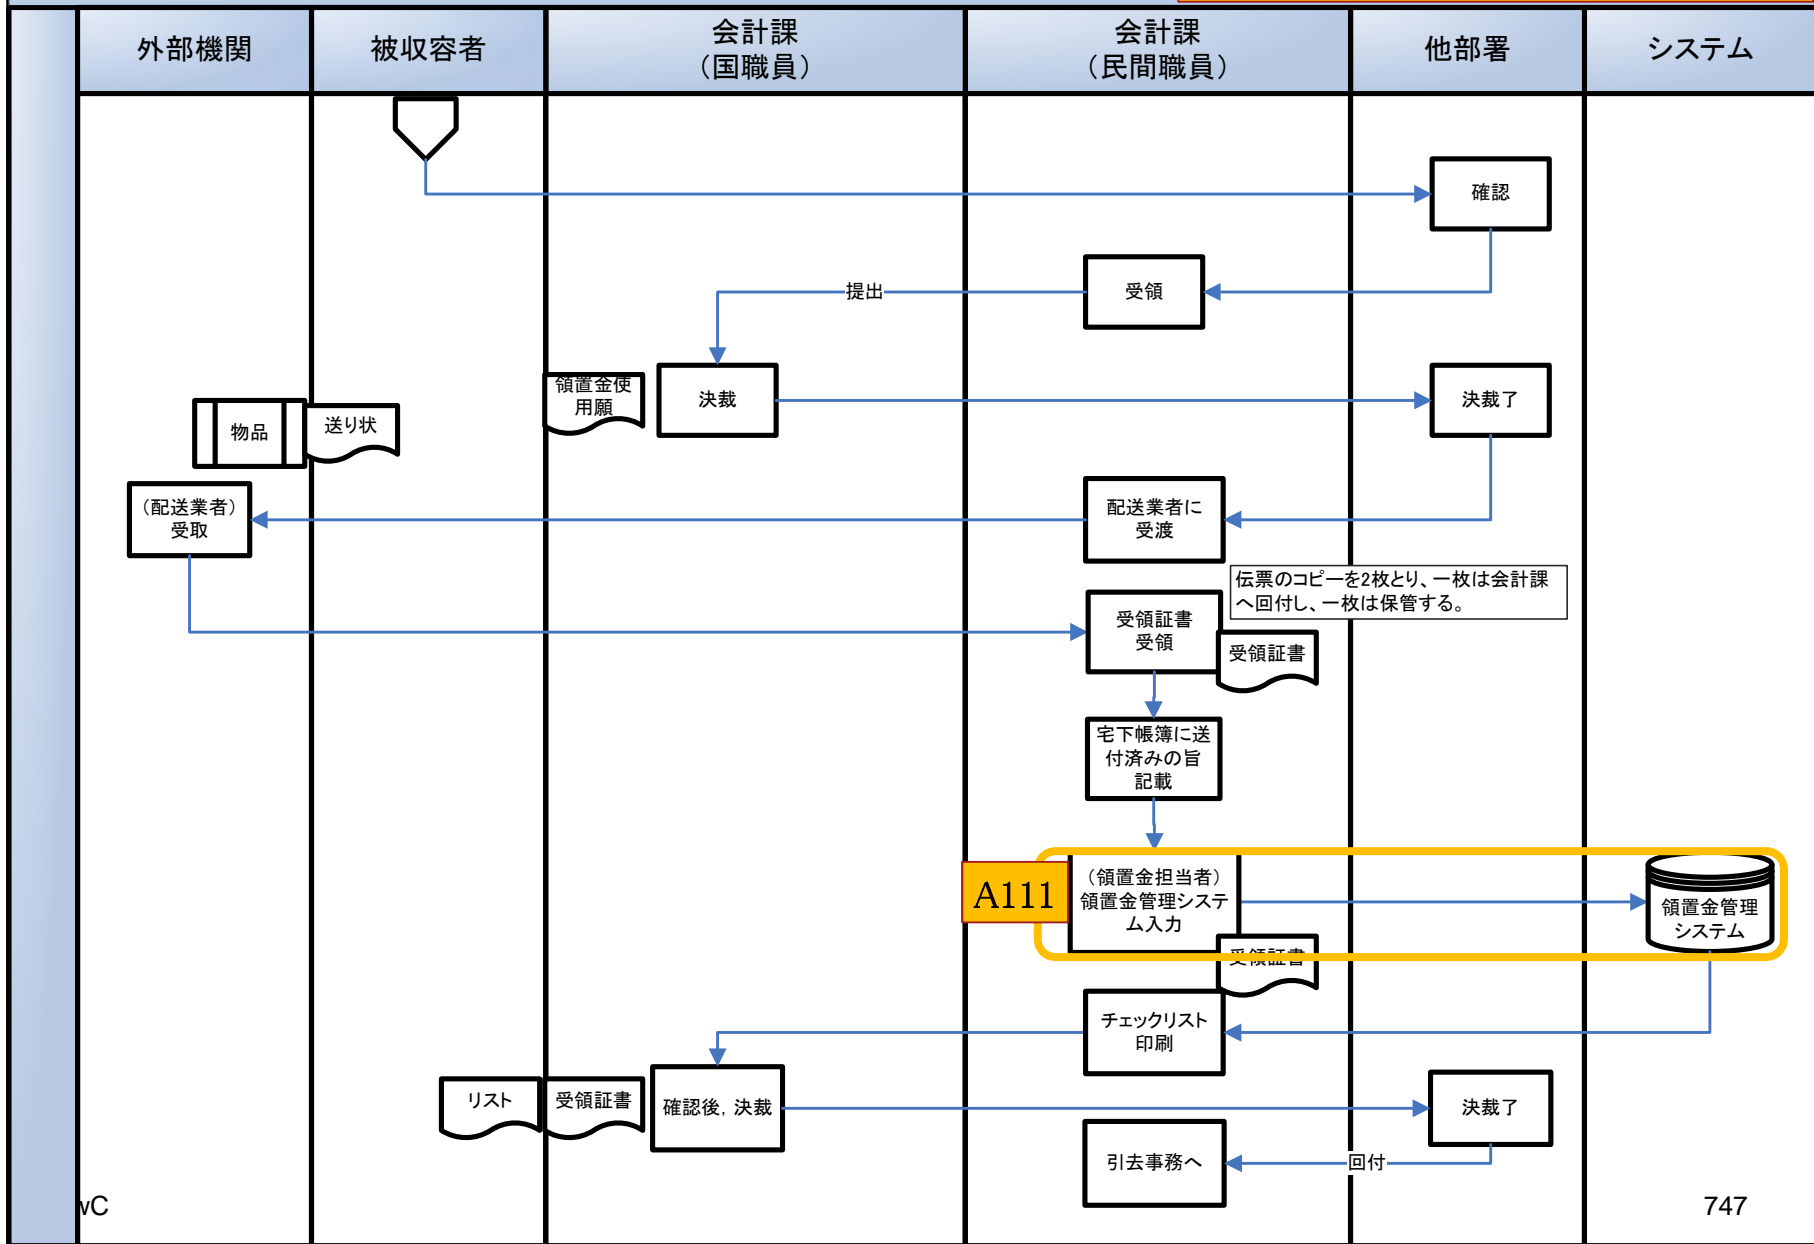 外部機関
被収容者
会計課
（国職員）
会計課
（民間職員）
他部署
システム
確認
受領
提出
領置金使
用願
決裁
決裁了
物品
送り状
（配送業者）
受取
配送業者に
受渡
伝票のコピーを2枚とり、一枚は会計課
へ回付し、一枚は保管する。
受領証書
受領
受領証書
宅下帳簿に送
付済みの旨
記載
A111
（領置金担当者）
領置金管理システ
ム入力
領置金管理
システム
受領証書
チェックリスト
印刷
リスト
受領証書
確認後，決裁
決裁了
引去事務へ
回付
wC
747